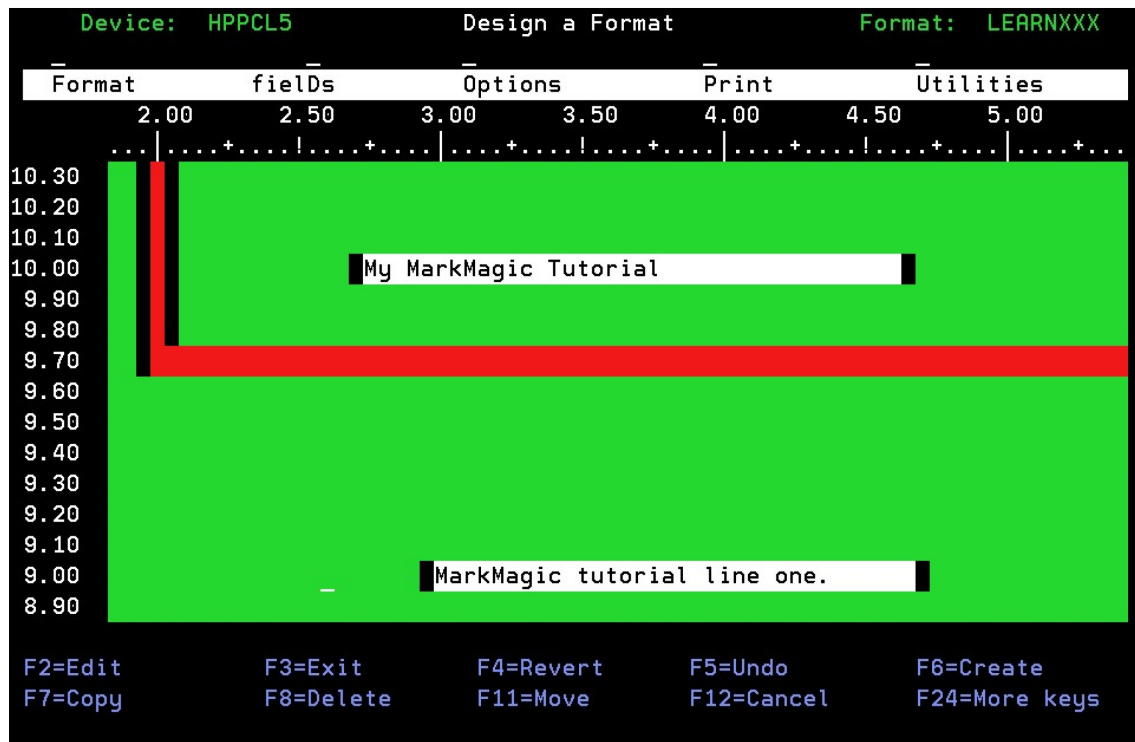 Device: HPPCL5 Design a Format Format: LEARNXXX
Format fielDs Options Print Utilities
2.00 2.50 3.00 3.50 4.00 4.50 5.00
...|....+....!....+....|....+....!....+....|....+....!....+....|....+...
10.30
10.20
10.10
10.00 My MarkMagic Tutorial
9.90
9.80
9.70
9.60
9.50
9.40
9.30
9.20
9.10
9.00 MarkMagic tutorial line one.
8.90
F2=Edit F3=Exit F4=Revert F5=Undo F6=Create
F7=Copy F8=Delete F11=Move F12=Cancel F24=More keys